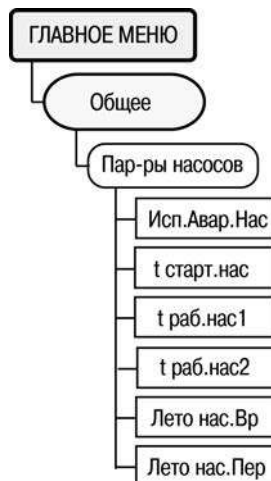 ГЛАВНОЕ МЕНЮ
Общее
Пар-ры насосов
Исп.Авар.Нас
t старт.нас
t раб.нас1
t раб.нас2
Лето нас.Вр
Лето нас.Пер